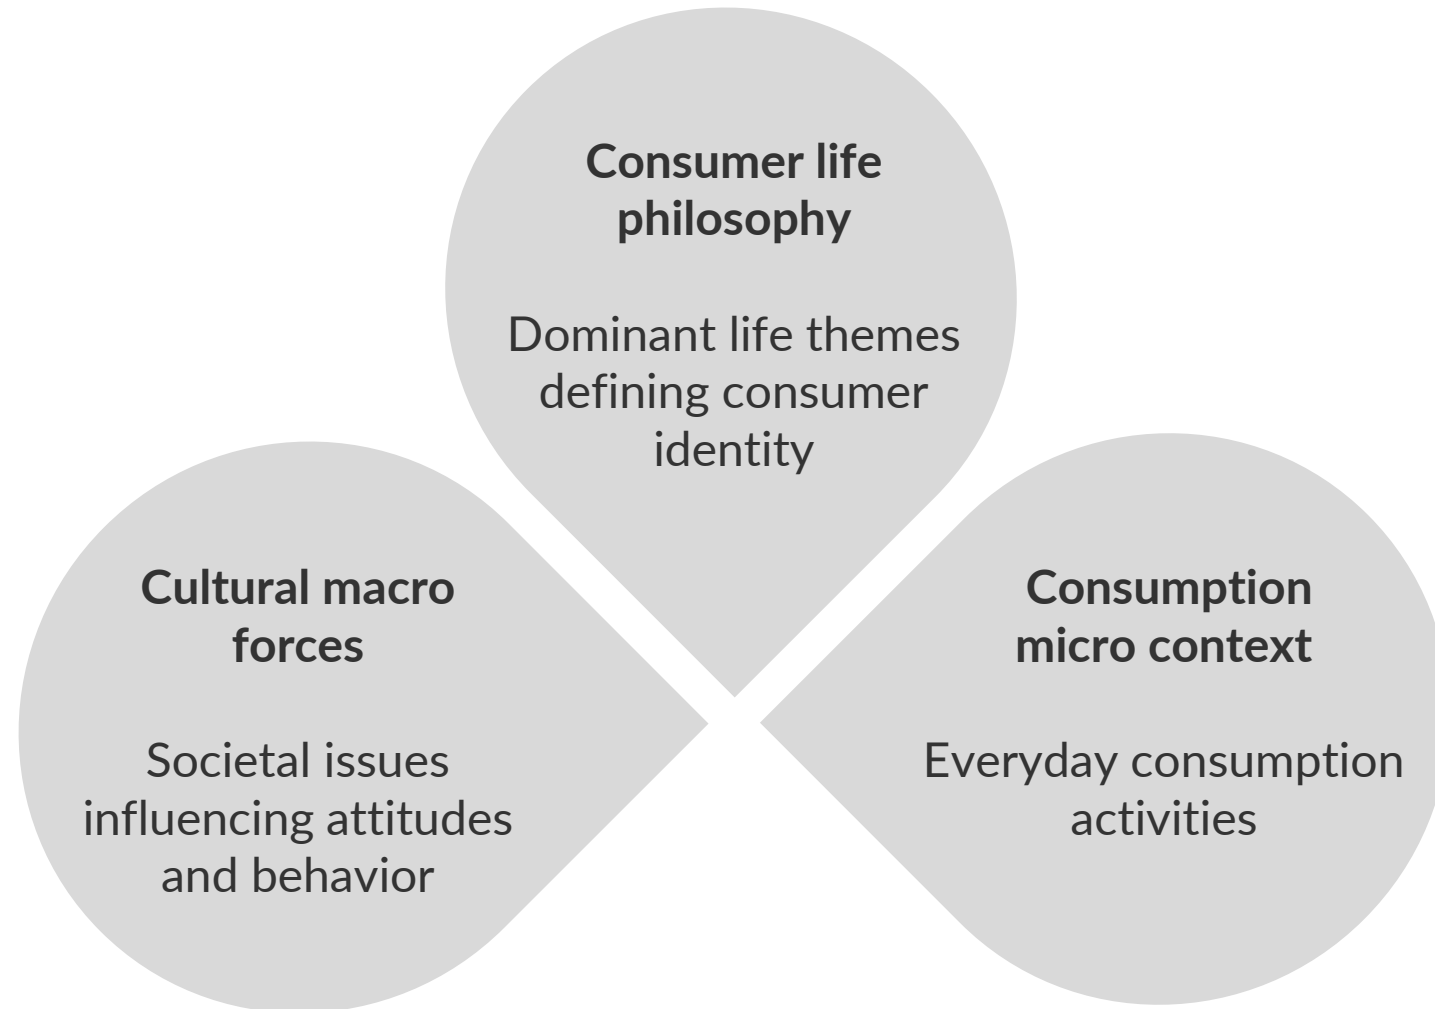 Consumer life
philosophy
Dominant life themes
defining consumer
identity
Cultural macro
forces
Societal issues
influencing attitudes
and behavior
Consumption
micro context
Everyday consumption
activities